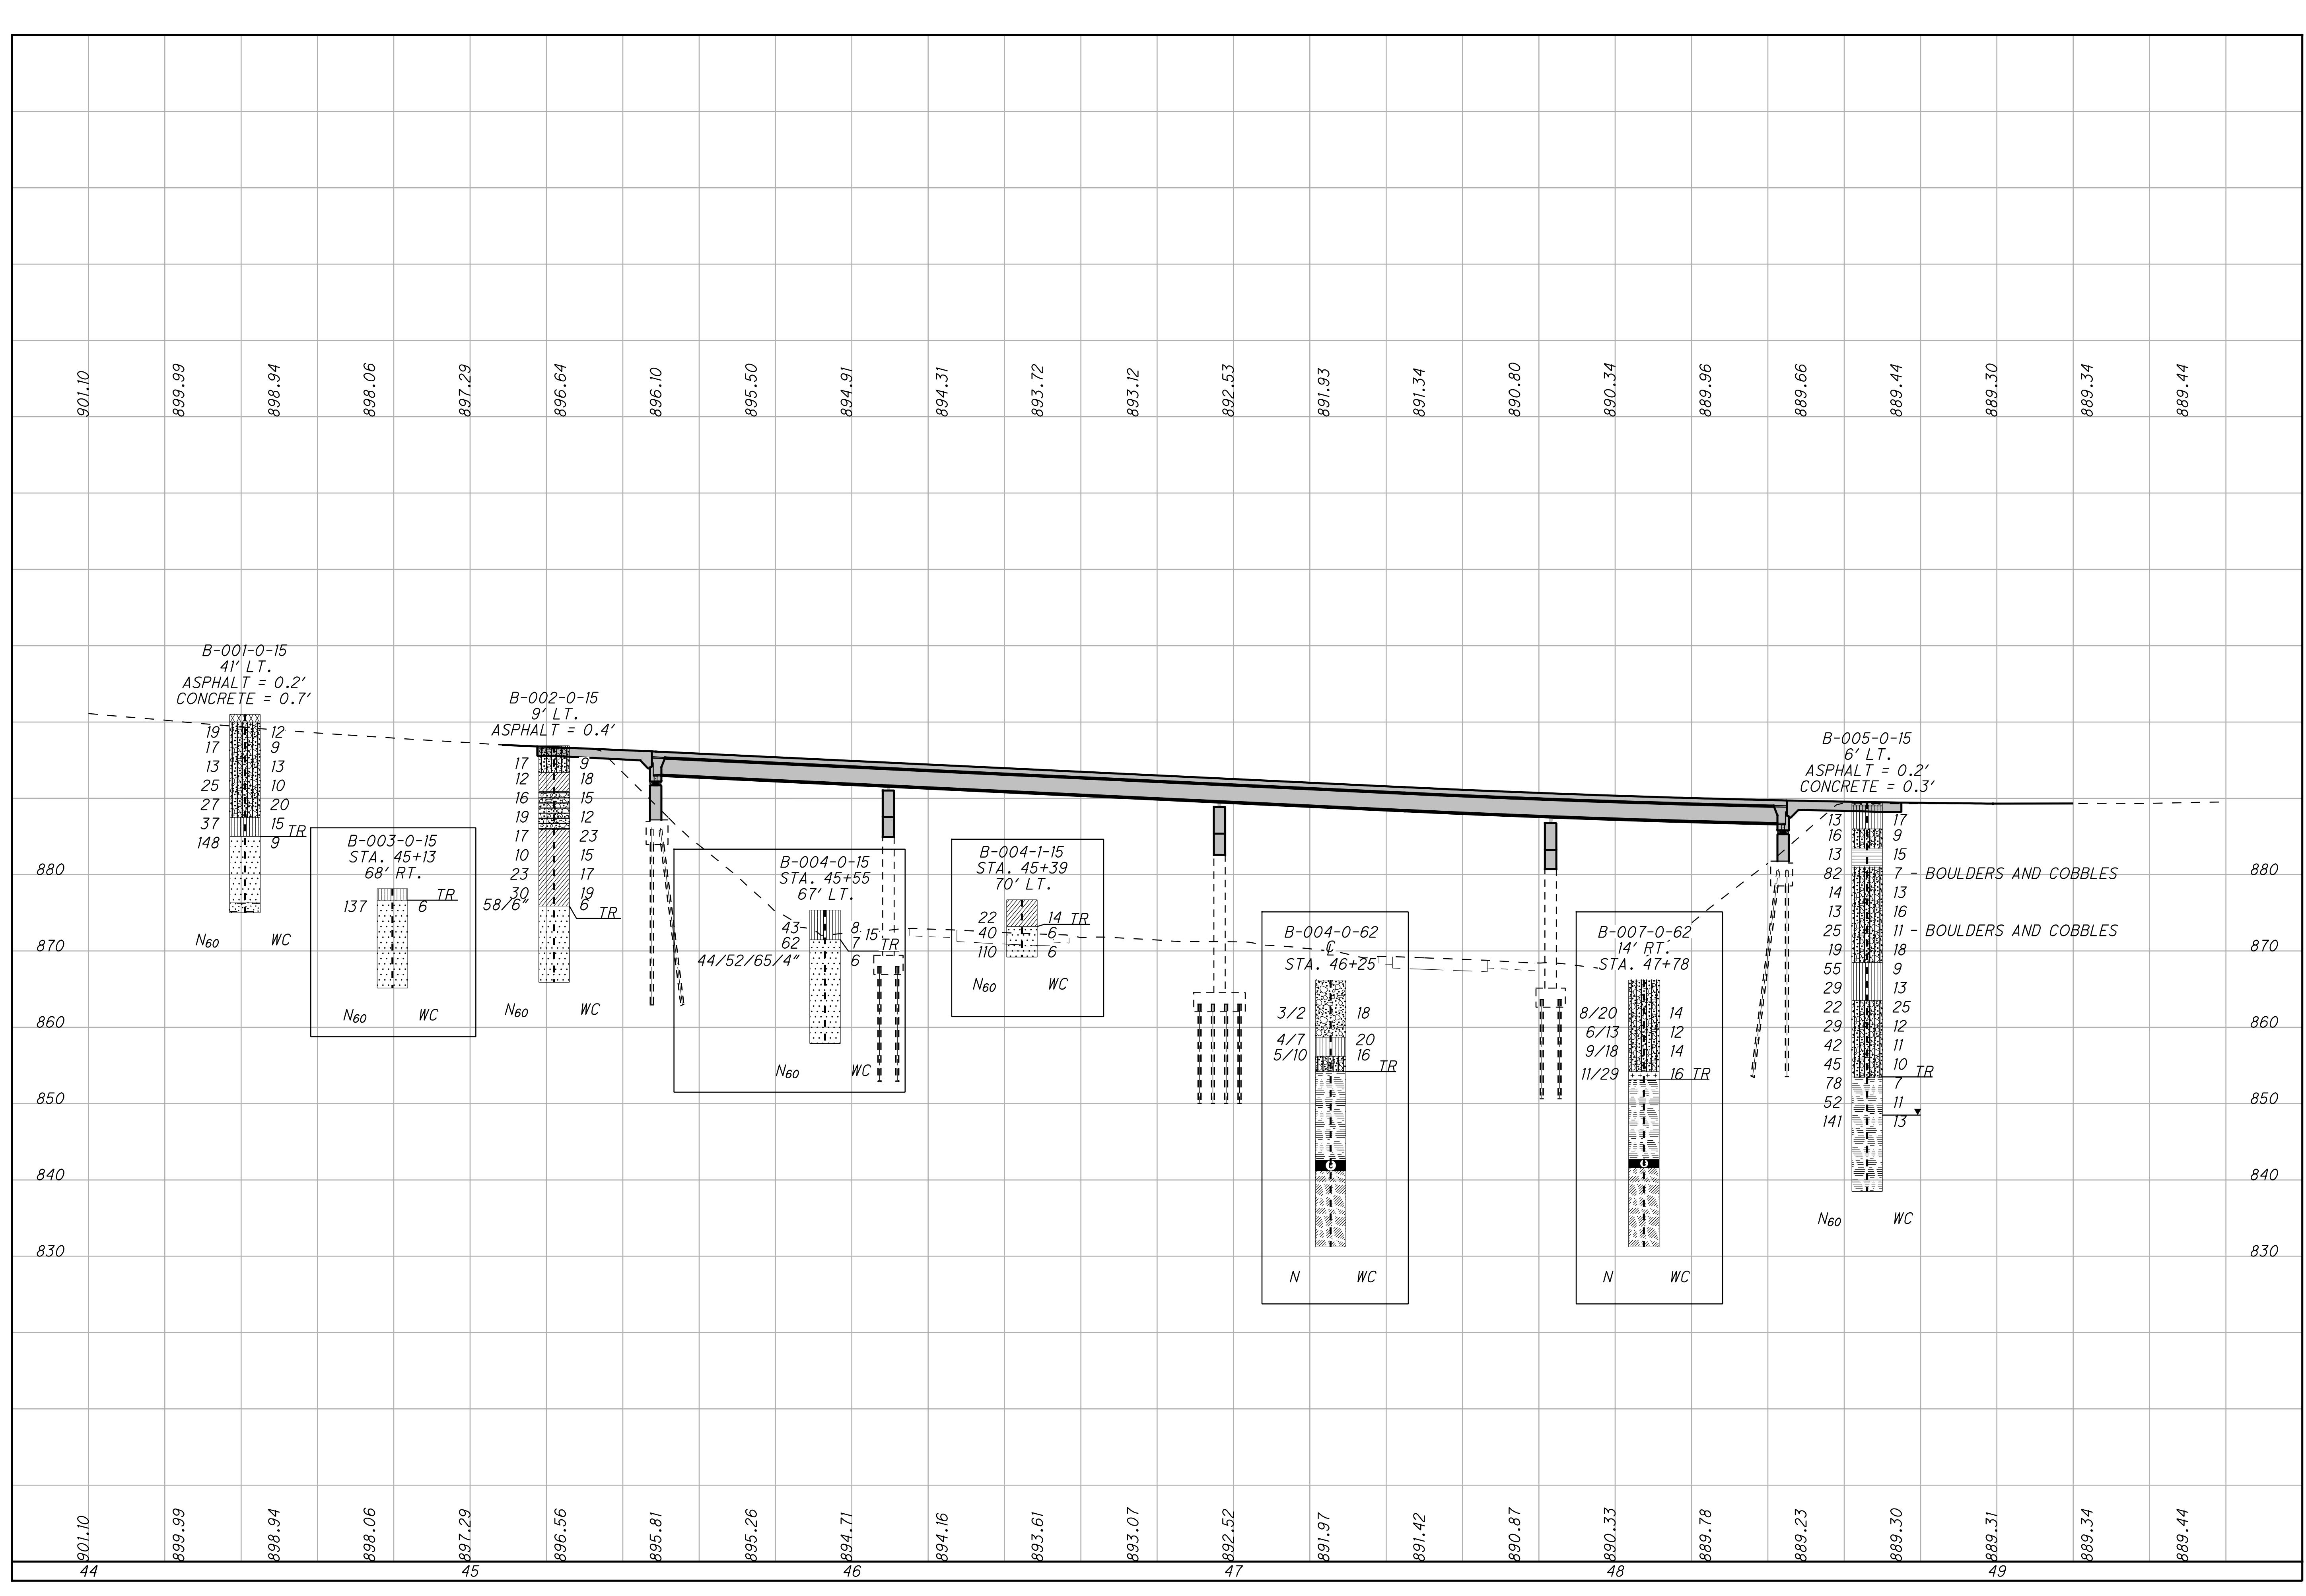 901.10 899.99 898.94 898.06 897.29 896.64 896.10 895.50 894.91 894.31 893.72 893.12 892.53 891.93 891.34 890.80 890.34 889.96 889.66 889.44 889.30 889.34 889.44
B-001-0-15
41' LT.
ASPHALT = 0.2'
CONCRETE = 0.7'
19 12
17 9
13 13
25 10
27 20
37 15 TR
148 9
N60 WC
B-003-0-15
STA. 45+13
68' RT.
TR
137 6
N60 WC
B-002-0-15
9' LT.
ASPHALT = 0.4'
17 9
12 18
16 15
19 12
17 23
10 15
23 17
30 19
58/6" 6 TR
N60 WC
B-004-0-15
STA. 45+55
67' LT.
43 8
15
62 7 TR
44/52/65/4" 6
N60 WC
B-004-1-15
STA. 45+39
70' LT.
22 14 TR
40 6
110 6
N60 WC
B-004-0-62
℄
STA. 46+25
3/2 18
4/7 20
5/10 16
TR
N WC
B-007-0-62
14' RT.
STA. 47+78
8/20 14
6/13 12
9/18 14
11/29 16 TR
N WC
B-005-0-15
6' LT.
ASPHALT = 0.2'
CONCRETE = 0.3'
13 17
16 9
13 15
82 7 - BOULDERS AND COBBLES
14 13
13 16
25 11 - BOULDERS AND COBBLES
19 18
55 9
29 13
22 25
29 12
42 11
45 10 TR
78 7
52 11
141 13
N60 WC
880 880
870 870
860 860
850 850
840 840
830 830
901.10 899.99 898.94 898.06 897.29 896.56 895.81 895.26 894.71 894.16 893.61 893.07 892.52 891.97 891.42 890.87 890.33 889.78 889.23 889.30 889.31 889.34 889.44
44 45 46 47 48 49